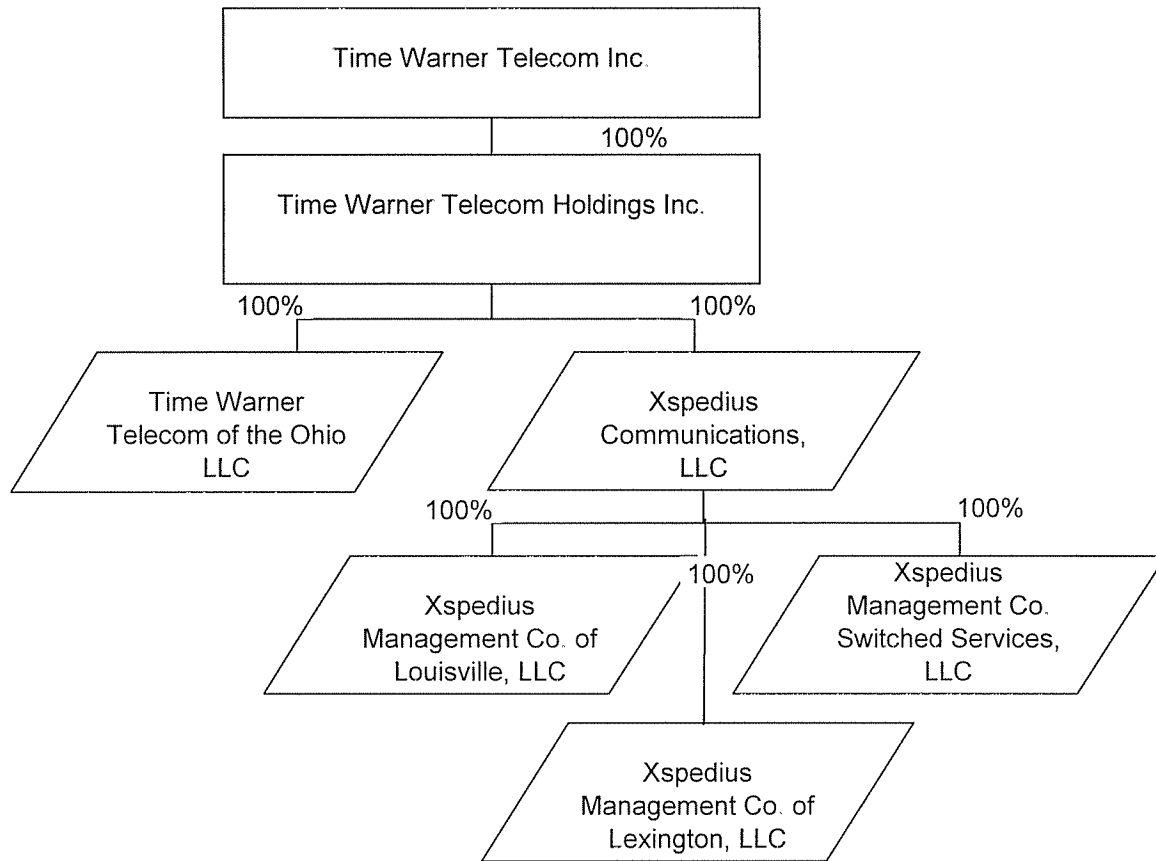 Time Warner Telecom Inc.
100%
Time Warner Telecom Holdings Inc.
100%
100%
Time Warner
Telecom of the Ohio
LLC
Xspedius
Communications,
LLC
100%
100%
100%
Xspedius
Management Co. of
Louisville, LLC
Xspedius
Management Co.
Switched Services,
LLC
Xspedius
Management Co. of
Lexington, LLC